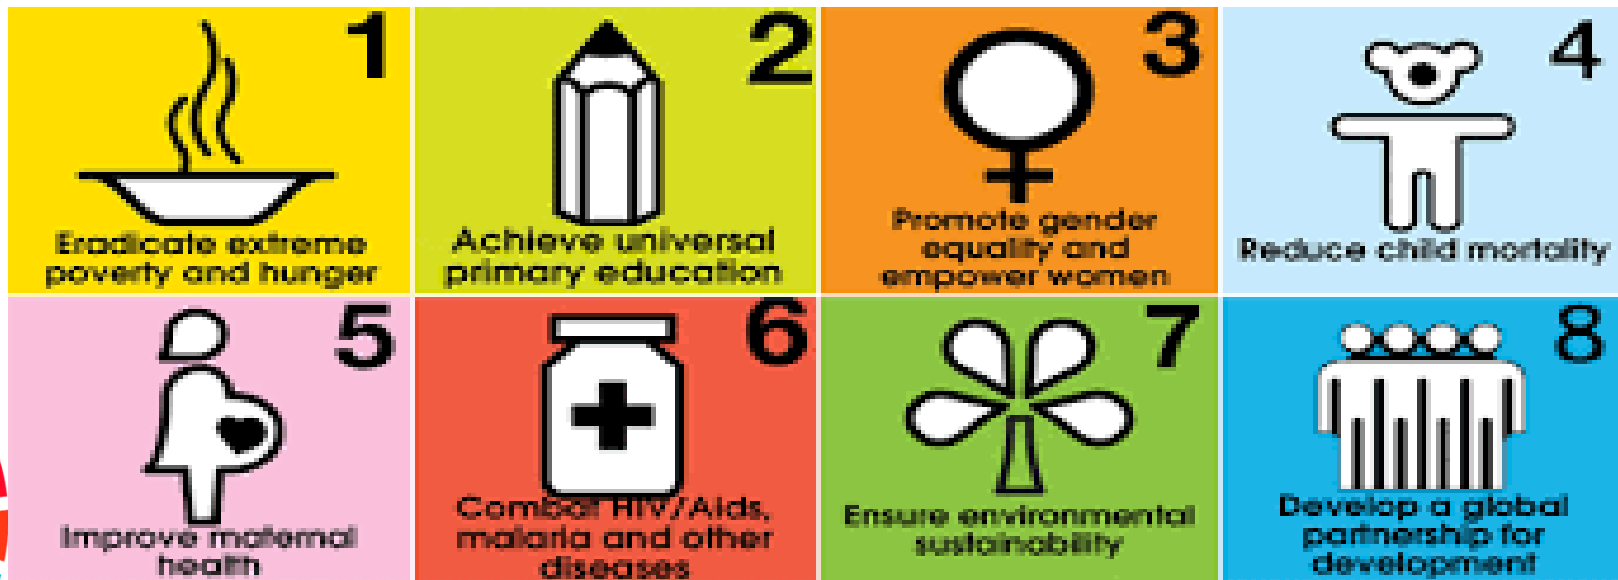 1
Eradicate extreme
poverty and hunger
2
Achieve universal
primary education
3
Promote gender
equality and
empower women
4
Reduce child mortality
5
Improve maternal
health
6
Combat HIV/Aids,
malaria and other
diseases
7
Ensure environmental
sustainability
8
Develop a global
partnership for
development